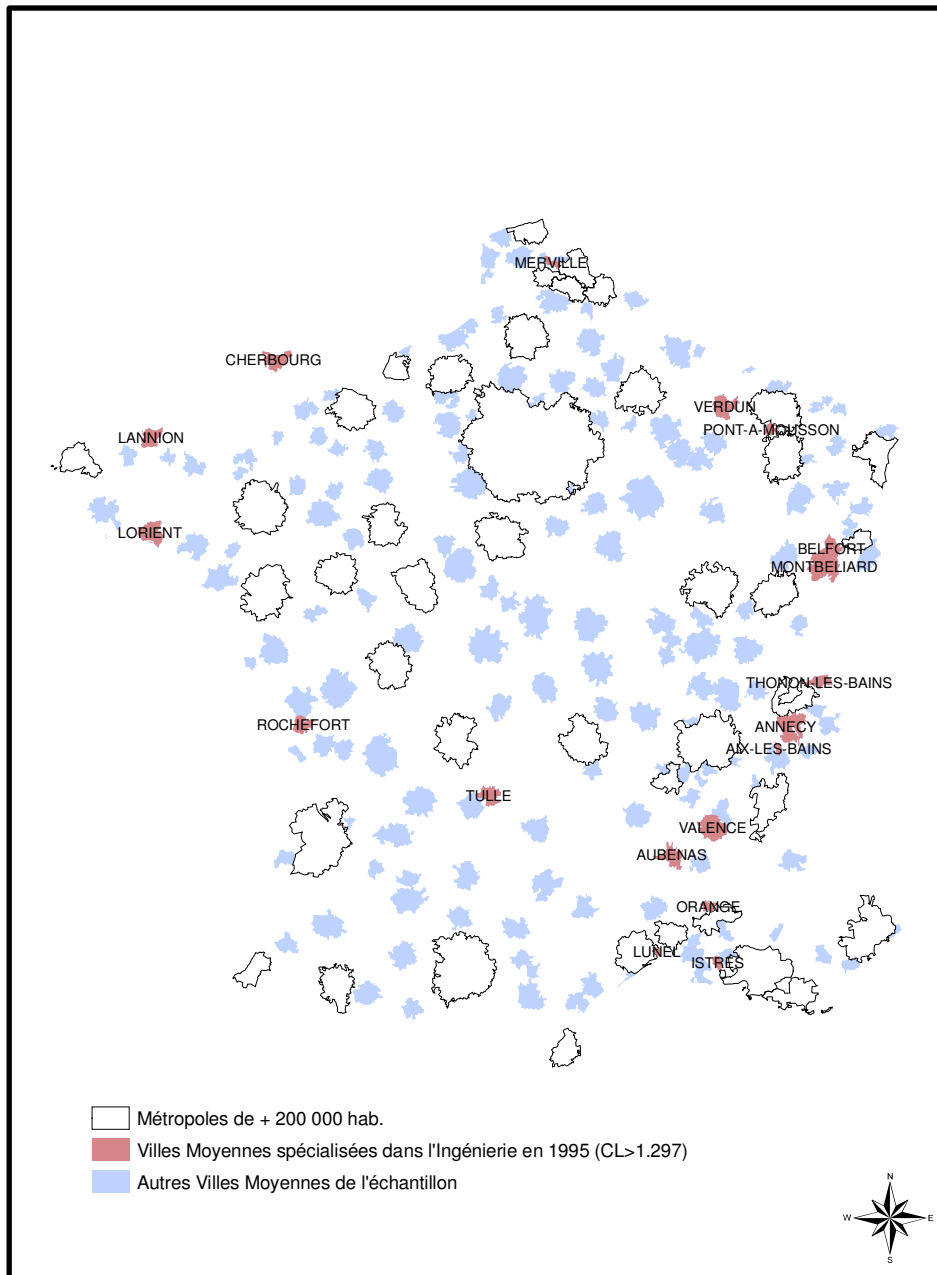 MERVILLE
CHERBOURG
VERDUN
PONT-A-MOUSSON
LANNION
LORIENT
BELFORT
MONTBELIARD
THONON-LES-BAINS
ROCHEFORT
ANNECY
AIX-LES-BAINS
TULLE
VALENCE
AUBENAS
ORANGE
LUNEL
ISTRES
Métropoles de + 200 000 hab.
Villes Moyennes spécialisées dans l'Ingénierie en 1995 (CL>1.297)
Autres Villes Moyennes de l'échantillon
N
W E
S